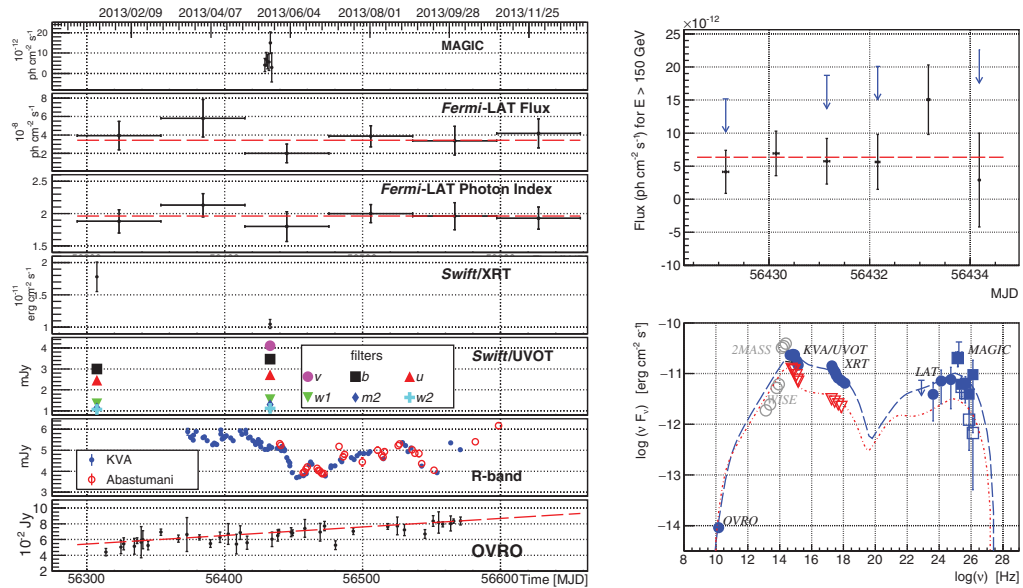 2013/02/09 2013/04/07 2013/06/04 2013/08/01 2013/09/28 2013/11/25
MAGIC
10-12
ph cm-2 s-1
20
10
0
Fermi-LAT Flux
10-8
ph cm-2 s-1
8
6
4
2
Fermi-LAT Photon Index
2.5
2
1.5
Swift/XRT
10-11
erg cm-2 s-1
2
1.5
1
Swift/UVOT
mJy
4
3
2
1
filters
v b u
w1 m2 w2
mJy
6
5
4
3
KVA
Abastumani
R-band
10-2 Jy
10
8
6
4
2
OVRO
56300 56400 56500 56600 Time [MJD]
×10-12
Flux (ph cm-2 s-1) for E > 150 GeV
25
20
15
10
5
0
-5
-10
56430 56432 56434
MJD
log (ν Fν) [erg cm-2 s-1]
-10
-11
-12
-13
-14
2MASS KVA/UVOT MAGIC
XRT
LAT
WISE
OVRO
10 12 14 16 18 20 22 24 26 28
log(ν) [Hz]